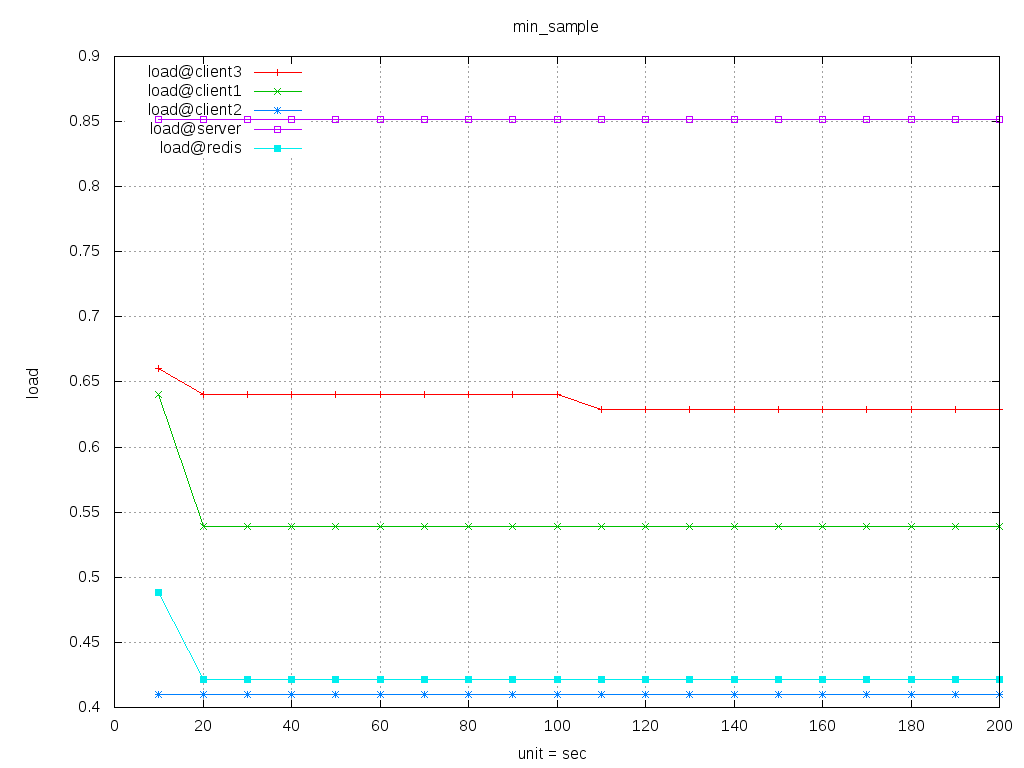 min_sample
0.9
0.85
0.8
0.75
0.7
0.65
0.6
0.55
0.5
0.45
0.4
load
load@client3
load@client1
load@client2
load@server
load@redis
0 20 40 60 80 100 120 140 160 180 200
unit = sec